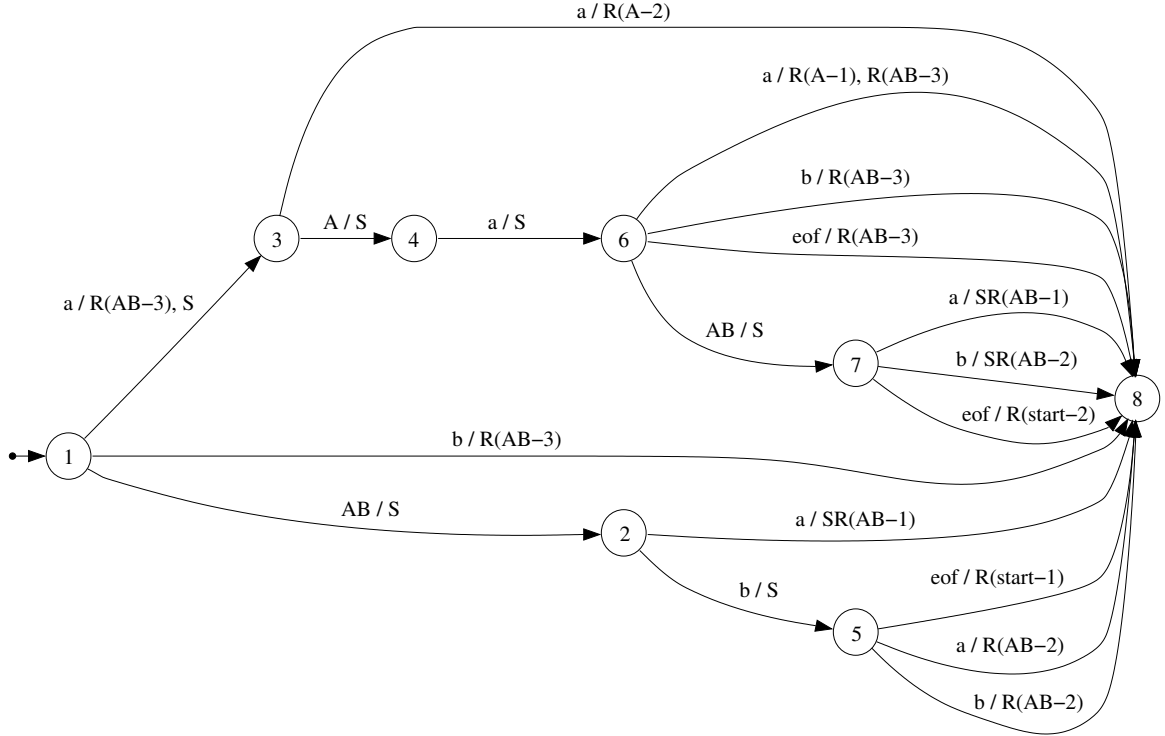 a / R(A−2)
a / R(A−1), R(AB−3)
b / R(AB−3)
eof / R(AB−3)
A / S
a / S
3
4
6
a / R(AB−3), S
AB / S
a / SR(AB−1)
b / SR(AB−2)
7
eof / R(start−2)
8
b / R(AB−3)
1
AB / S
a / SR(AB−1)
2
eof / R(start−1)
b / S
5
a / R(AB−2)
b / R(AB−2)